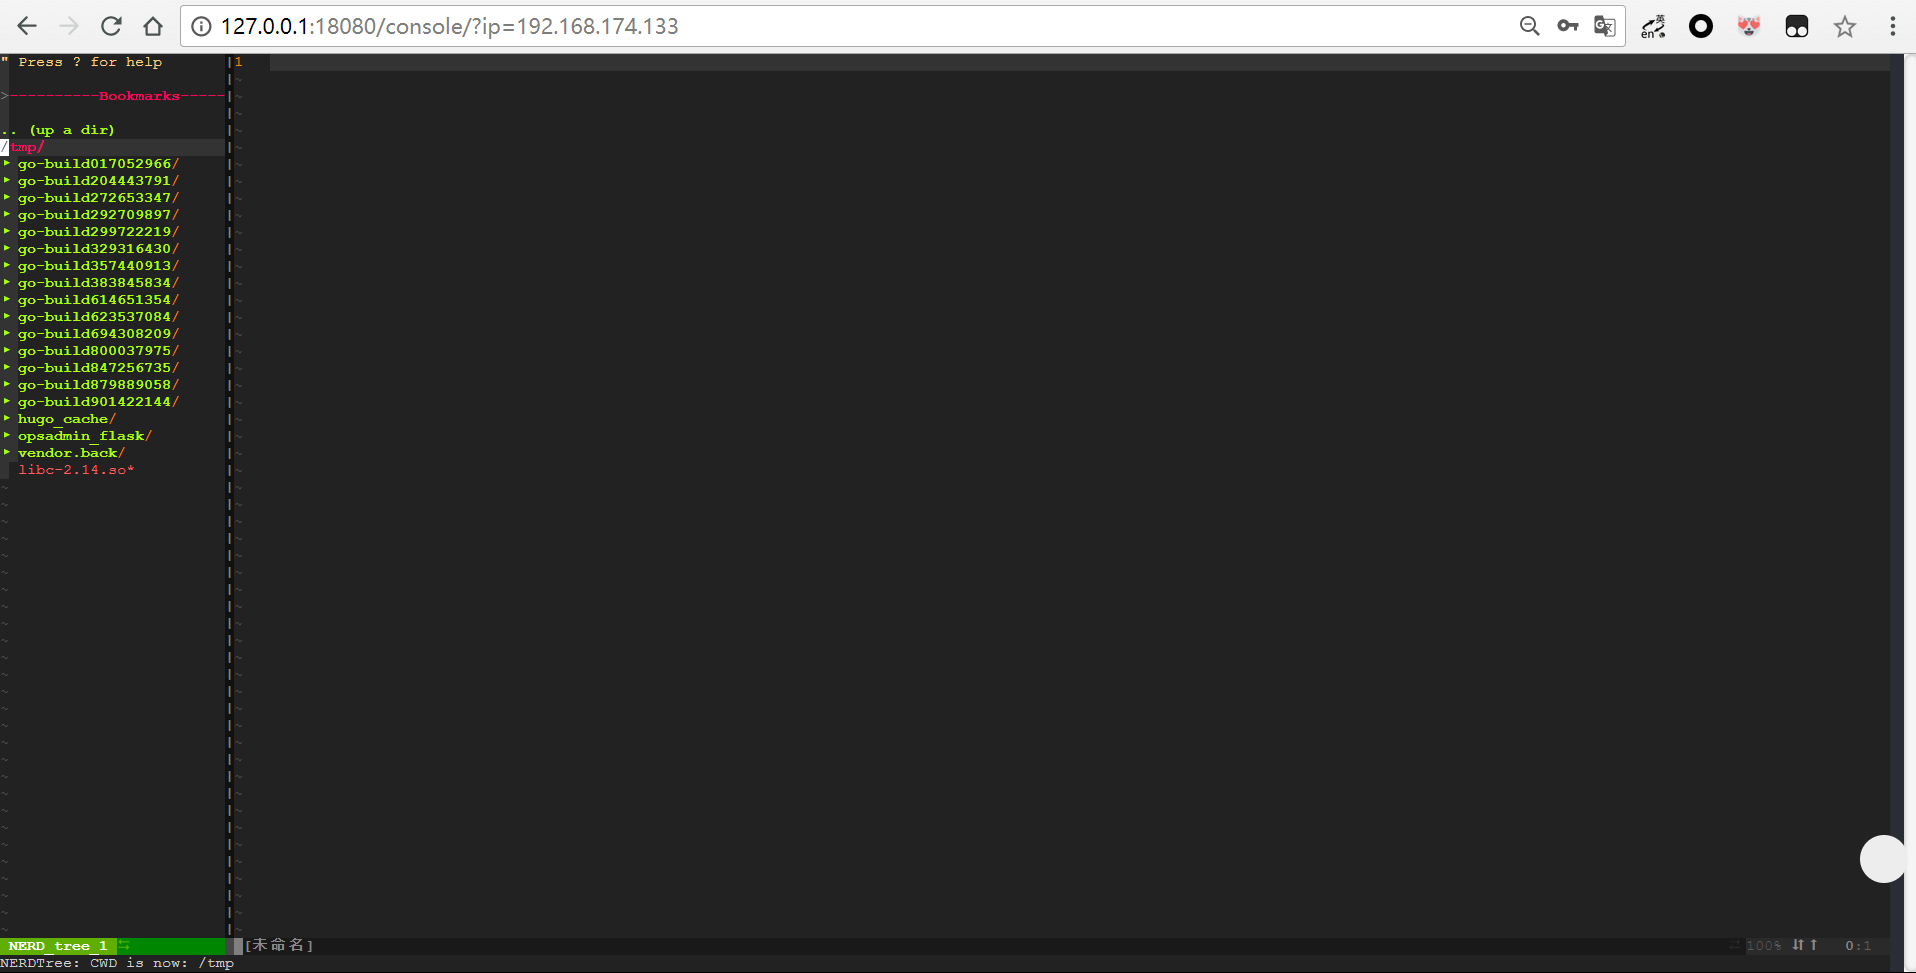 127.0.0.1:18080/console/?ip=192.168.174.133
英
en
" Press ? for help
>----------Bookmarks-----
.. (up a dir)
/tmp/
▸ go-build017052966/
▸ go-build204443791/
▸ go-build272653347/
▸ go-build292709897/
▸ go-build299722219/
▸ go-build329316430/
▸ go-build357440913/
▸ go-build383845834/
▸ go-build614651354/
▸ go-build623537084/
▸ go-build694308209/
▸ go-build800037975/
▸ go-build847256735/
▸ go-build879889058/
▸ go-build901422144/
▸ hugo_cache/
▸ opsadmin_flask/
▸ vendor.back/
libc-2.14.so*
1
NERD_tree_1
[未命名]
100%
0:1
NERDTree: CWD is now: /tmp